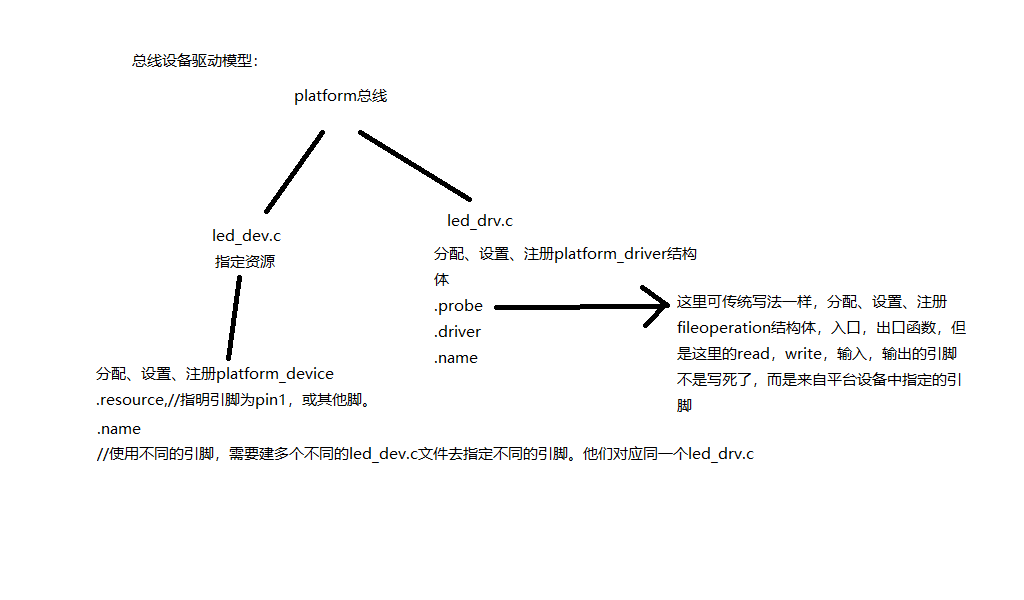 总线设备驱动模型：
platform总线
led_dev.c
指定资源
led_drv.c
分配、设置、注册platform_driver结构
体
.probe
.driver
.name
这里可传统写法一样，分配、设置、注册
fileoperation结构体，入口，出口函数，但
是这里的read，write，输入，输出的引脚
不是写死了，而是来自平台设备中指定的引
脚
分配、设置、注册platform_device
.resource,//指明引脚为pin1，或其他脚。
.name
//使用不同的引脚，需要建多个不同的led_dev.c文件去指定不同的引脚。他们对应同一个led_drv.c